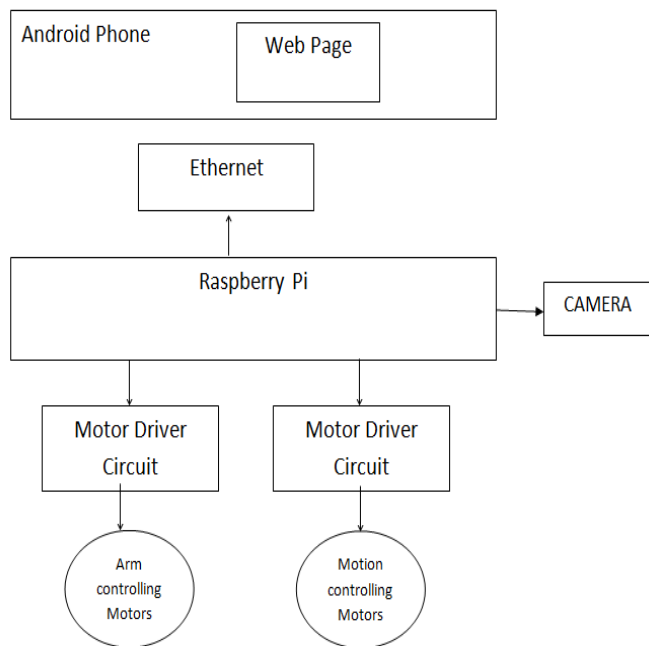 Android Phone
Web Page
Ethernet
Raspberry Pi
CAMERA
Motor Driver
Circuit
Motor Driver
Circuit
Arm
controlling
Motors
Motion
controlling
Motors